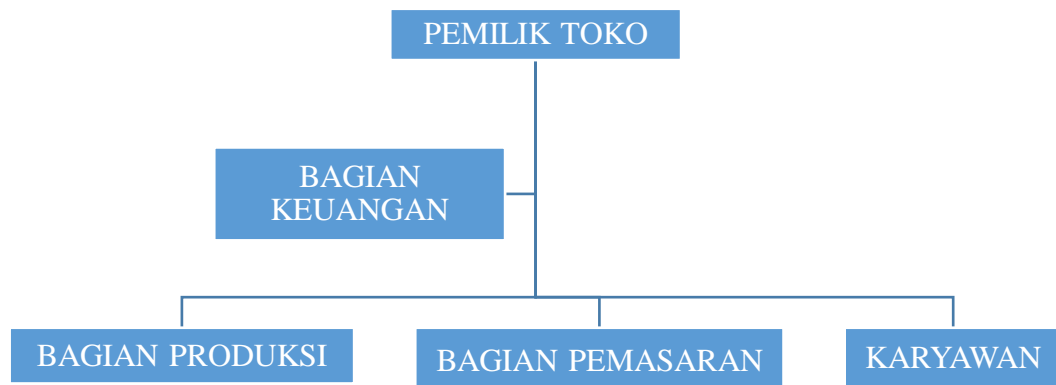 PEMILIK TOKO
BAGIAN
KEUANGAN
BAGIAN PRODUKSI
BAGIAN PEMASARAN
KARYAWAN